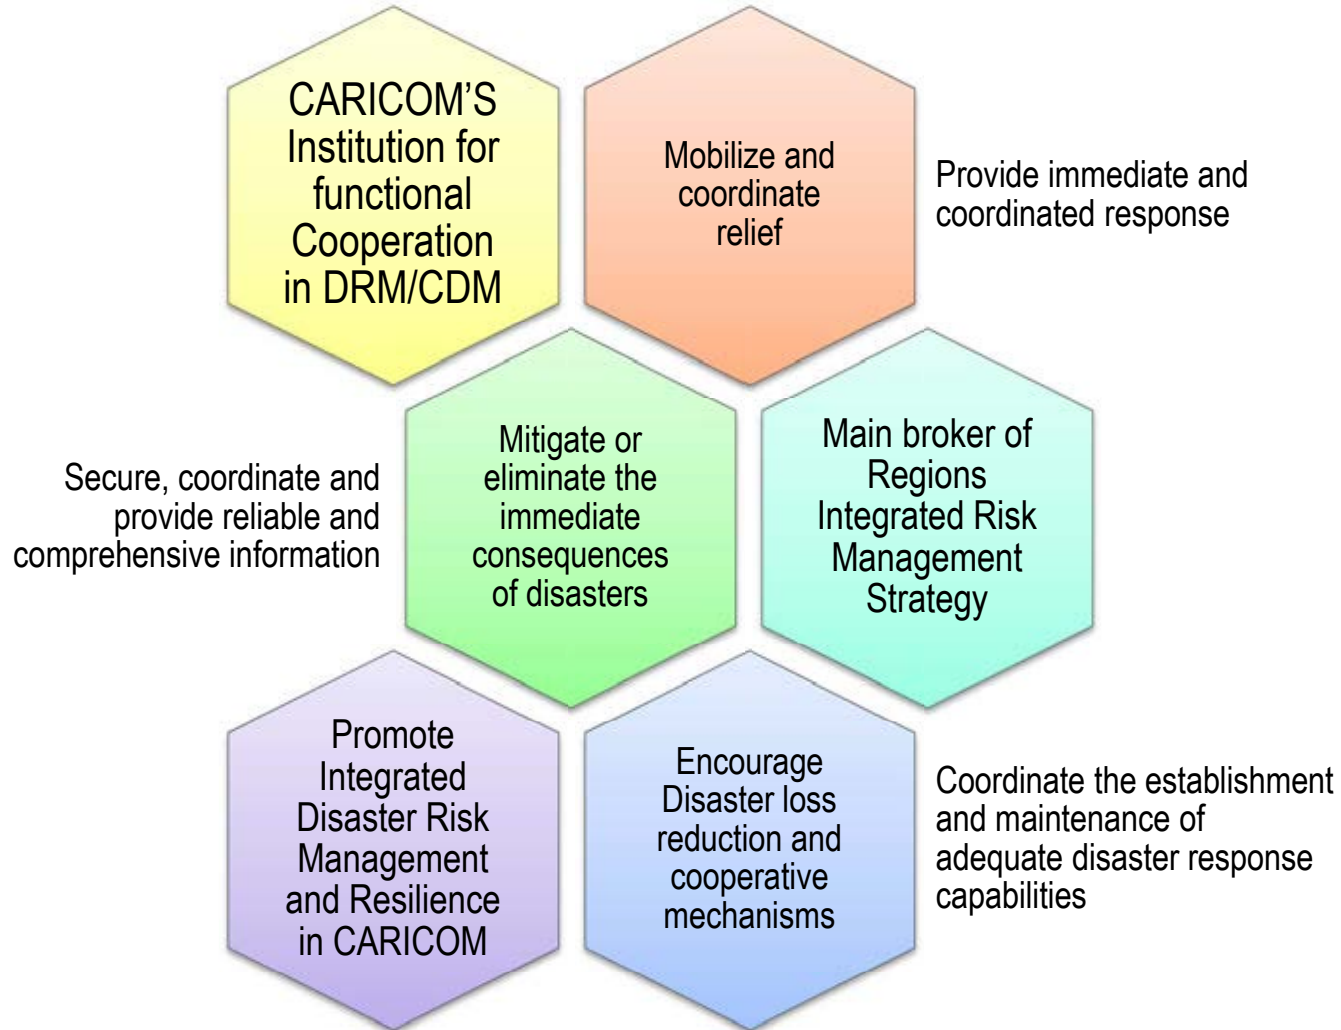 CARICOM’S
Institution for
functional
Cooperation
in DRM/CDM
Mobilize and
coordinate
relief
Provide immediate and
coordinated response
Secure, coordinate and
provide reliable and
comprehensive information
Mitigate or
eliminate the
immediate
consequences
of disasters
Main broker of
Regions
Integrated Risk
Management
Strategy
Promote
Integrated
Disaster Risk
Management
and Resilience
in CARICOM
Encourage
Disaster loss
reduction and
cooperative
mechanisms
Coordinate the establishment
and maintenance of
adequate disaster response
capabilities